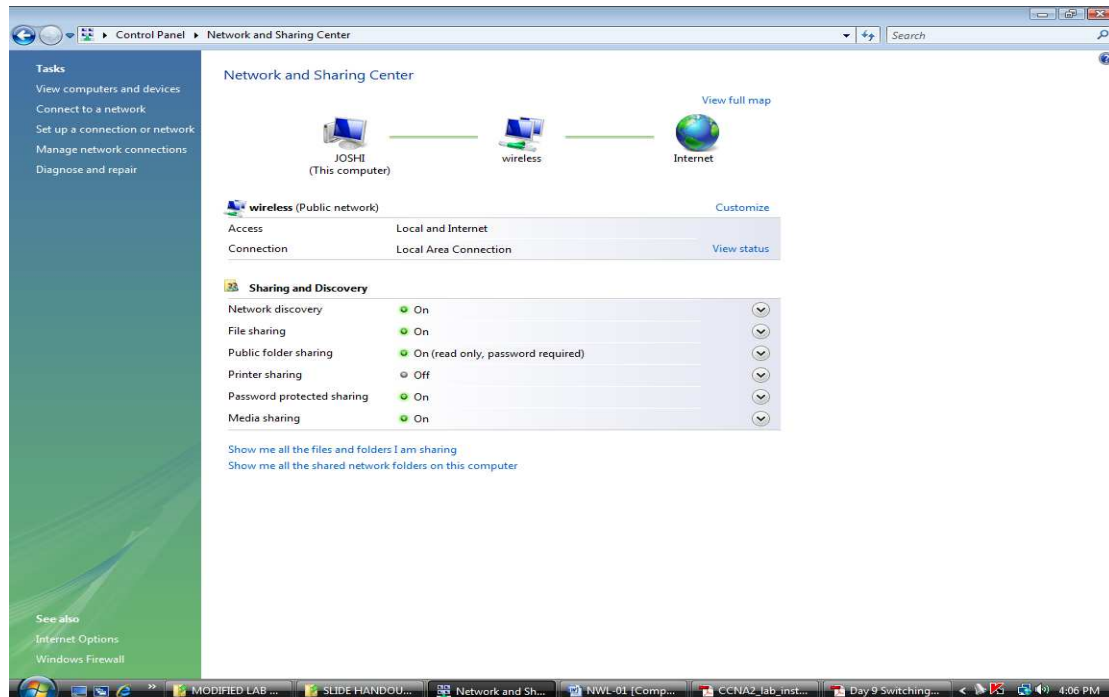 Control Panel Network and Sharing Center Search
Tasks
View computers and devices
Connect to a network
Set up a connection or network
Manage network connections
Diagnose and repair
Network and Sharing Center
View full map
JOSHI
(This computer)
wireless
Internet
wireless (Public network) Customize
Access Local and Internet
Connection Local Area Connection View status
Sharing and Discovery
Network discovery On
File sharing On
Public folder sharing On (read only, password required)
Printer sharing Off
Password protected sharing On
Media sharing On
Show me all the files and folders I am sharing
Show me all the shared network folders on this computer
See also
Internet Options
Windows Firewall
MODIFIED LAB ... SLIDE HANDOU... Network and Sh... NWL-01 [Comp... CCNA2_lab_inst... Day 9 Switching... 4:06 PM